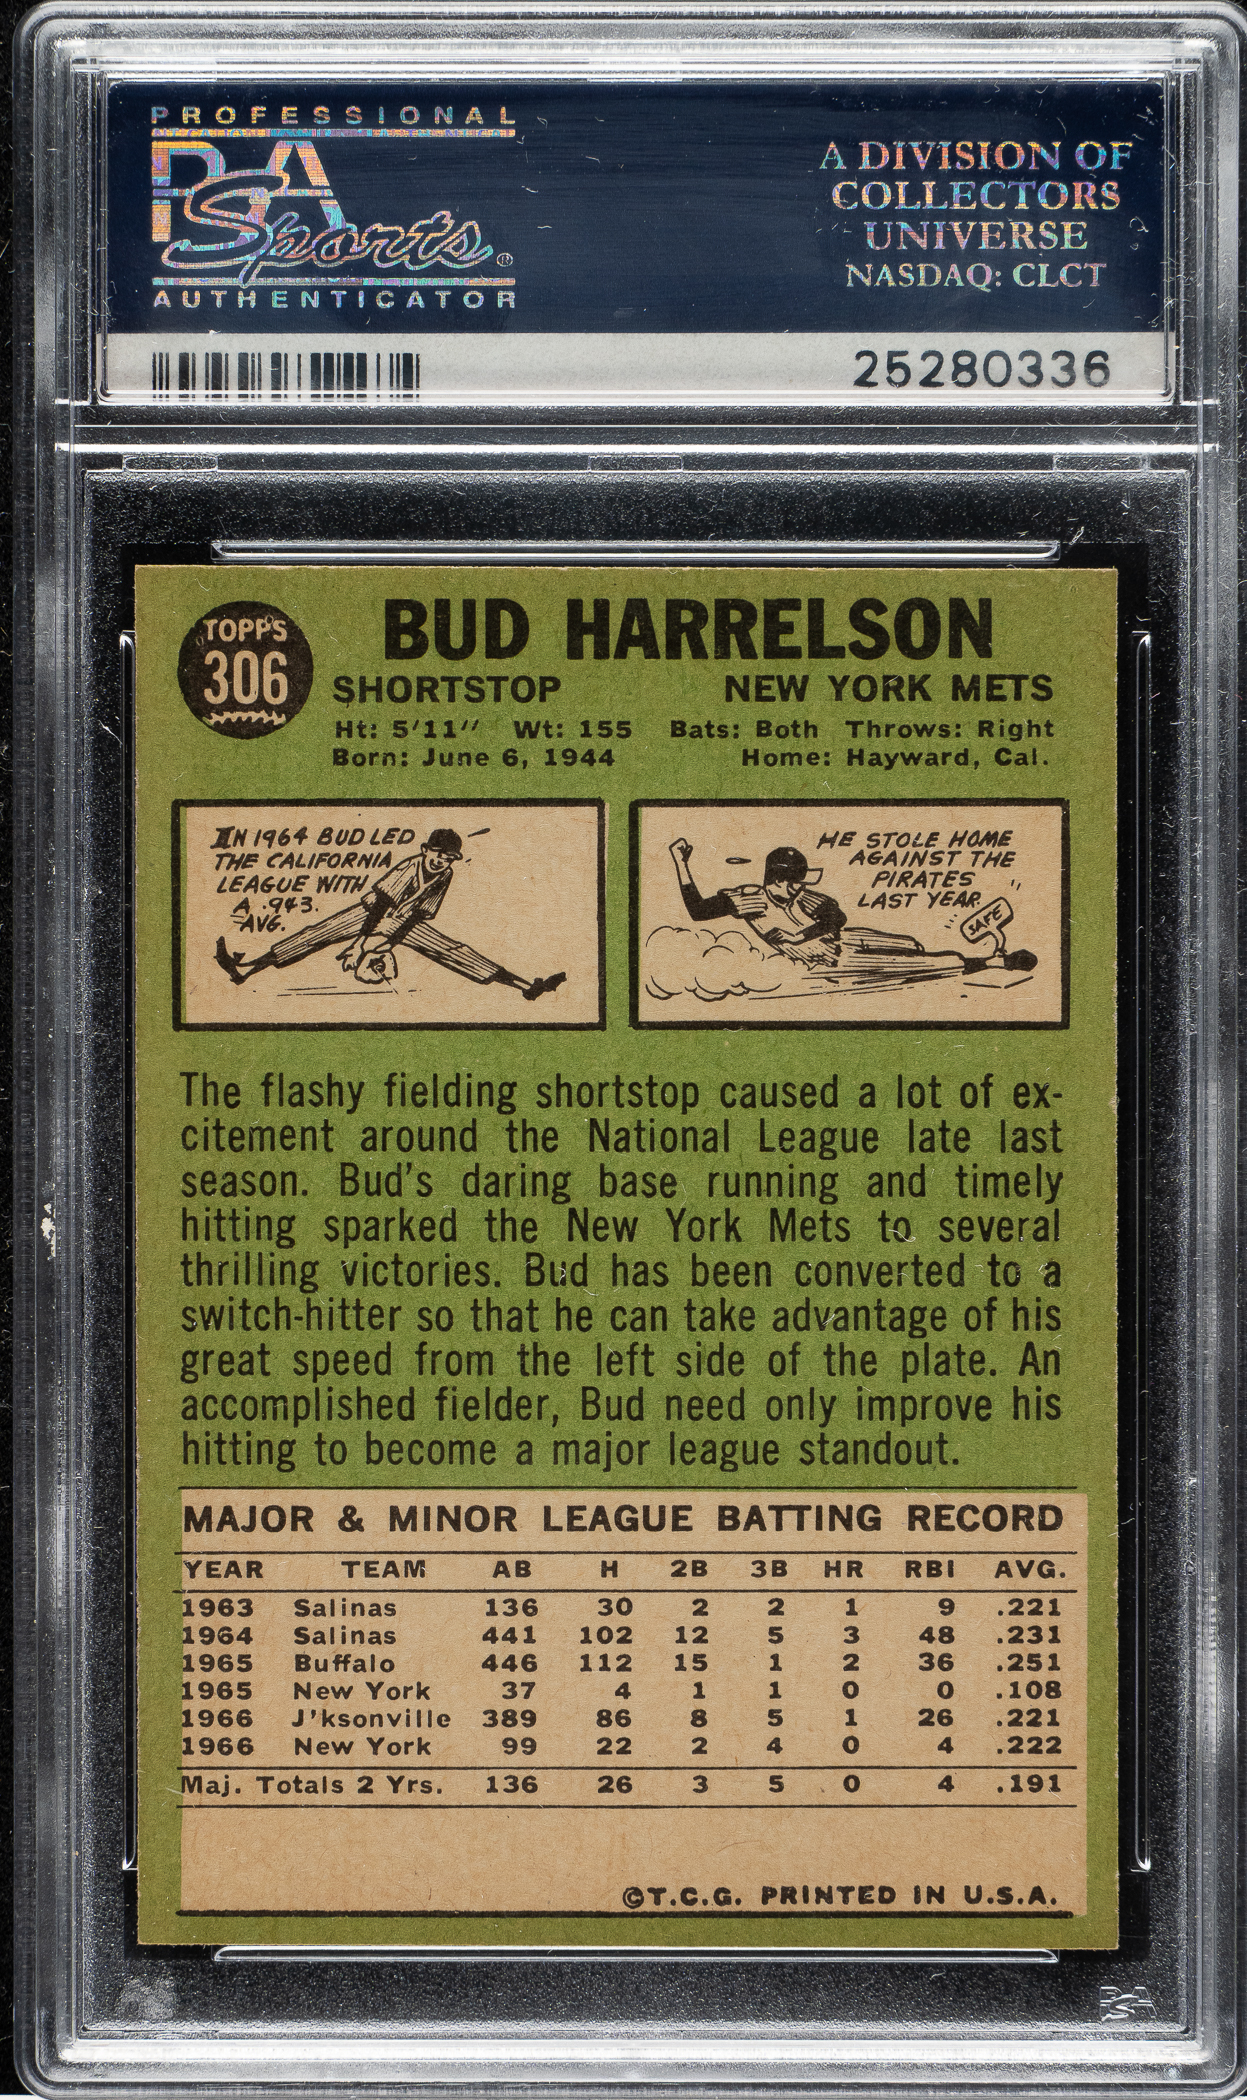 PROFESSIONAL
PSA
Sports®
AUTHENTICATOR
A DIVISION OF
COLLECTORS
UNIVERSE
NASDAQ: CLCT
25280336
TOPPS
306
BUD HARRELSON
SHORTSTOP NEW YORK METS
Ht: 5'11'' Wt: 155 Bats: Both Throws: Right
Born: June 6, 1944 Home: Hayward, Cal.
IN 1964 BUD LED
THE CALIFORNIA
LEAGUE WITH
A .943.
AVG.
HE STOLE HOME
AGAINST THE
PIRATES
LAST YEAR.
SAFE
The flashy fielding shortstop caused a lot of ex-
citement around the National League late last
season. Bud's daring base running and timely
hitting sparked the New York Mets to several
thrilling victories. Bud has been converted to a
switch-hitter so that he can take advantage of his
great speed from the left side of the plate. An
accomplished fielder, Bud need only improve his
hitting to become a major league standout.
MAJOR & MINOR LEAGUE BATTING RECORD
YEAR TEAM AB H 2B 3B HR RBI AVG.
1963 Salinas 136 30 2 2 1 9 .221
1964 Salinas 441 102 12 5 3 48 .231
1965 Buffalo 446 112 15 1 2 36 .251
1965 New York 37 4 1 1 0 0 .108
1966 J'ksonville 389 86 8 5 1 26 .221
1966 New York 99 22 2 4 0 4 .222
Maj. Totals 2 Yrs. 136 26 3 5 0 4 .191
©T.C.G. PRINTED IN U.S.A.
PSA